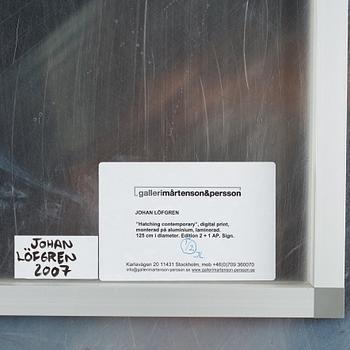 gallerimårtenson&persson
JOHAN LÖFGREN
"Hatching contemporary", digital print,
monterad på aluminium, laminerad.
125 cm i diameter. Edition 2 + 1 AP. Sign.
1/2
JL
Karlavägen 20 11431 Stockholm, mob +46(0)709 360070
info@gallerimartenson-persson.se www.gallerimartenson-persson.se
JOHAN
LÖFGREN
2007